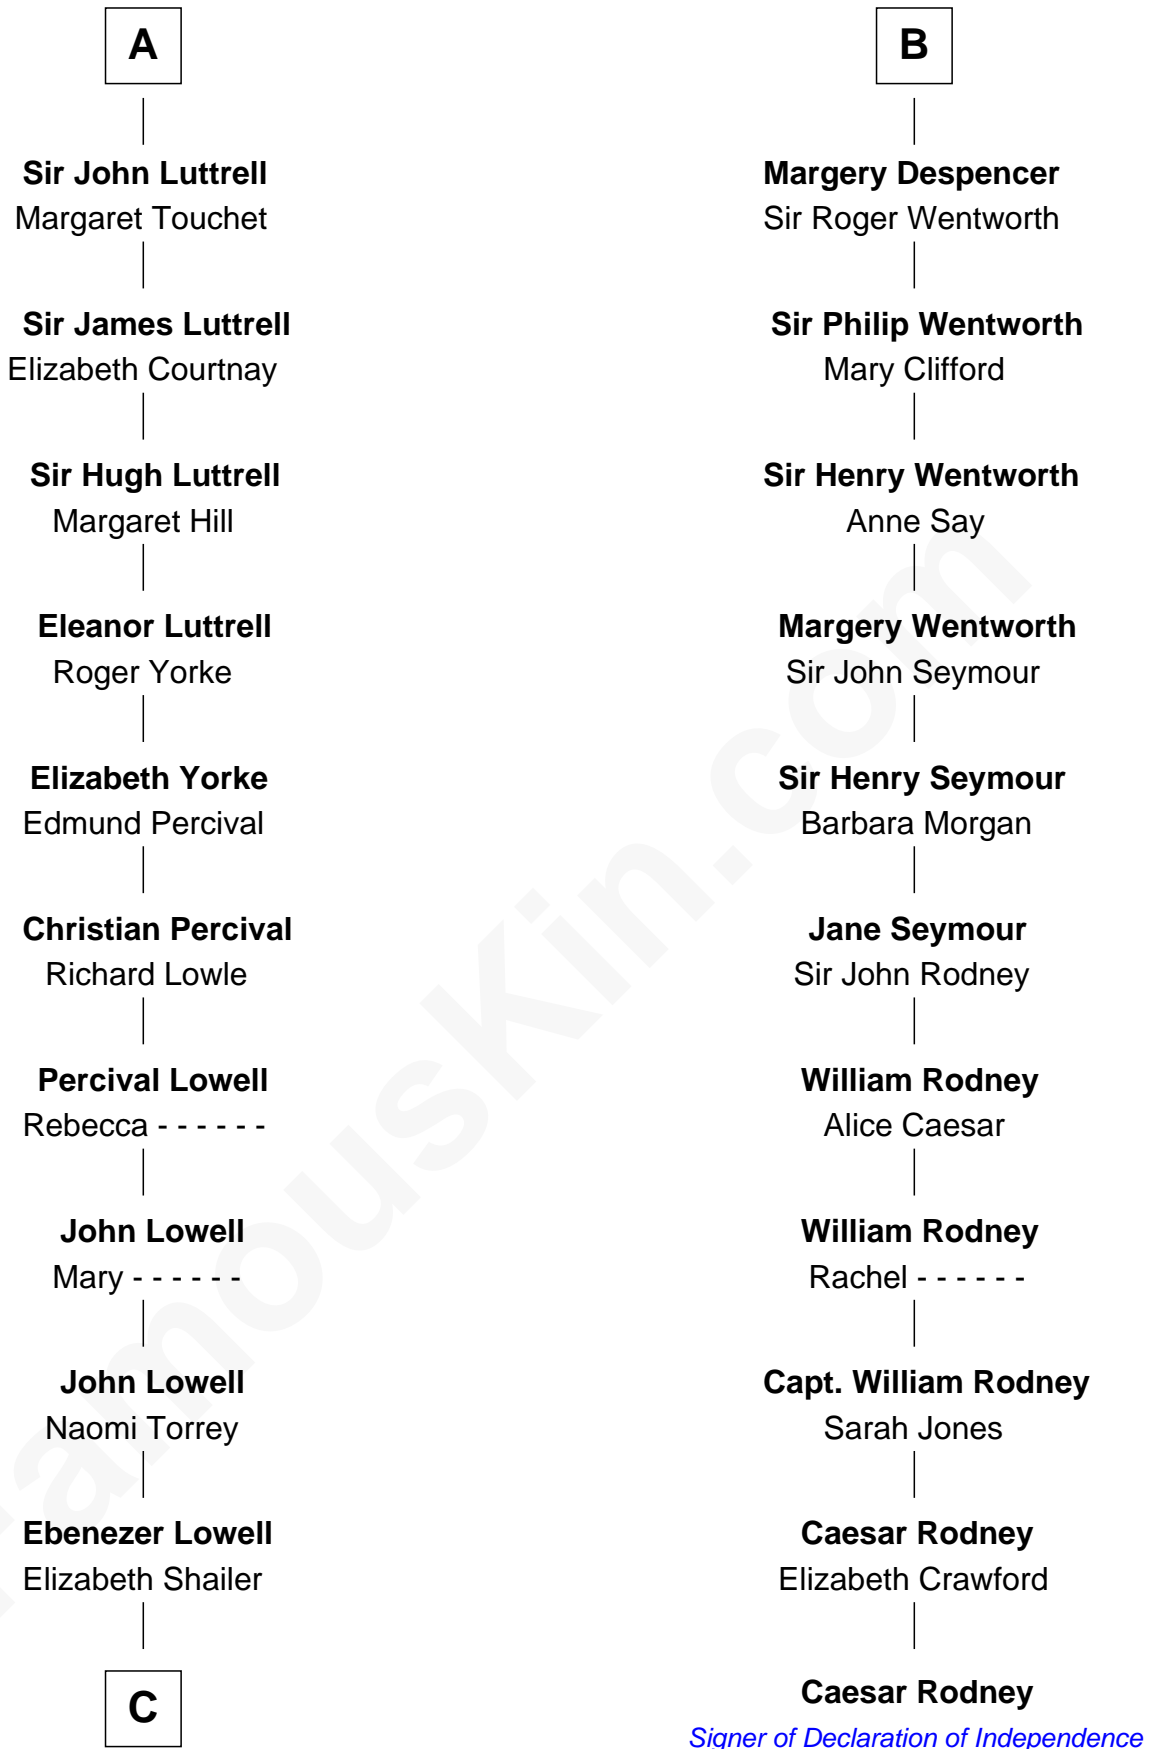 A
Sir John Luttrell
Margaret Touchet
Sir James Luttrell
Elizabeth Courtnay
Sir Hugh Luttrell
Margaret Hill
Eleanor Luttrell
Roger Yorke
Elizabeth Yorke
Edmund Percival
Christian Percival
Richard Lowle
Percival Lowell
Rebecca - - - - - -
John Lowell
Mary - - - - - -
John Lowell
Naomi Torrey
Ebenezer Lowell
Elizabeth Shailer
C
B
Margery Despencer
Sir Roger Wentworth
Sir Philip Wentworth
Mary Clifford
Sir Henry Wentworth
Anne Say
Margery Wentworth
Sir John Seymour
Sir Henry Seymour
Barbara Morgan
Jane Seymour
Sir John Rodney
William Rodney
Alice Caesar
William Rodney
Rachel - - - - - -
Capt. William Rodney
Sarah Jones
Caesar Rodney
Elizabeth Crawford
Caesar Rodney
Signer of Declaration of Independence
FamousKin.com